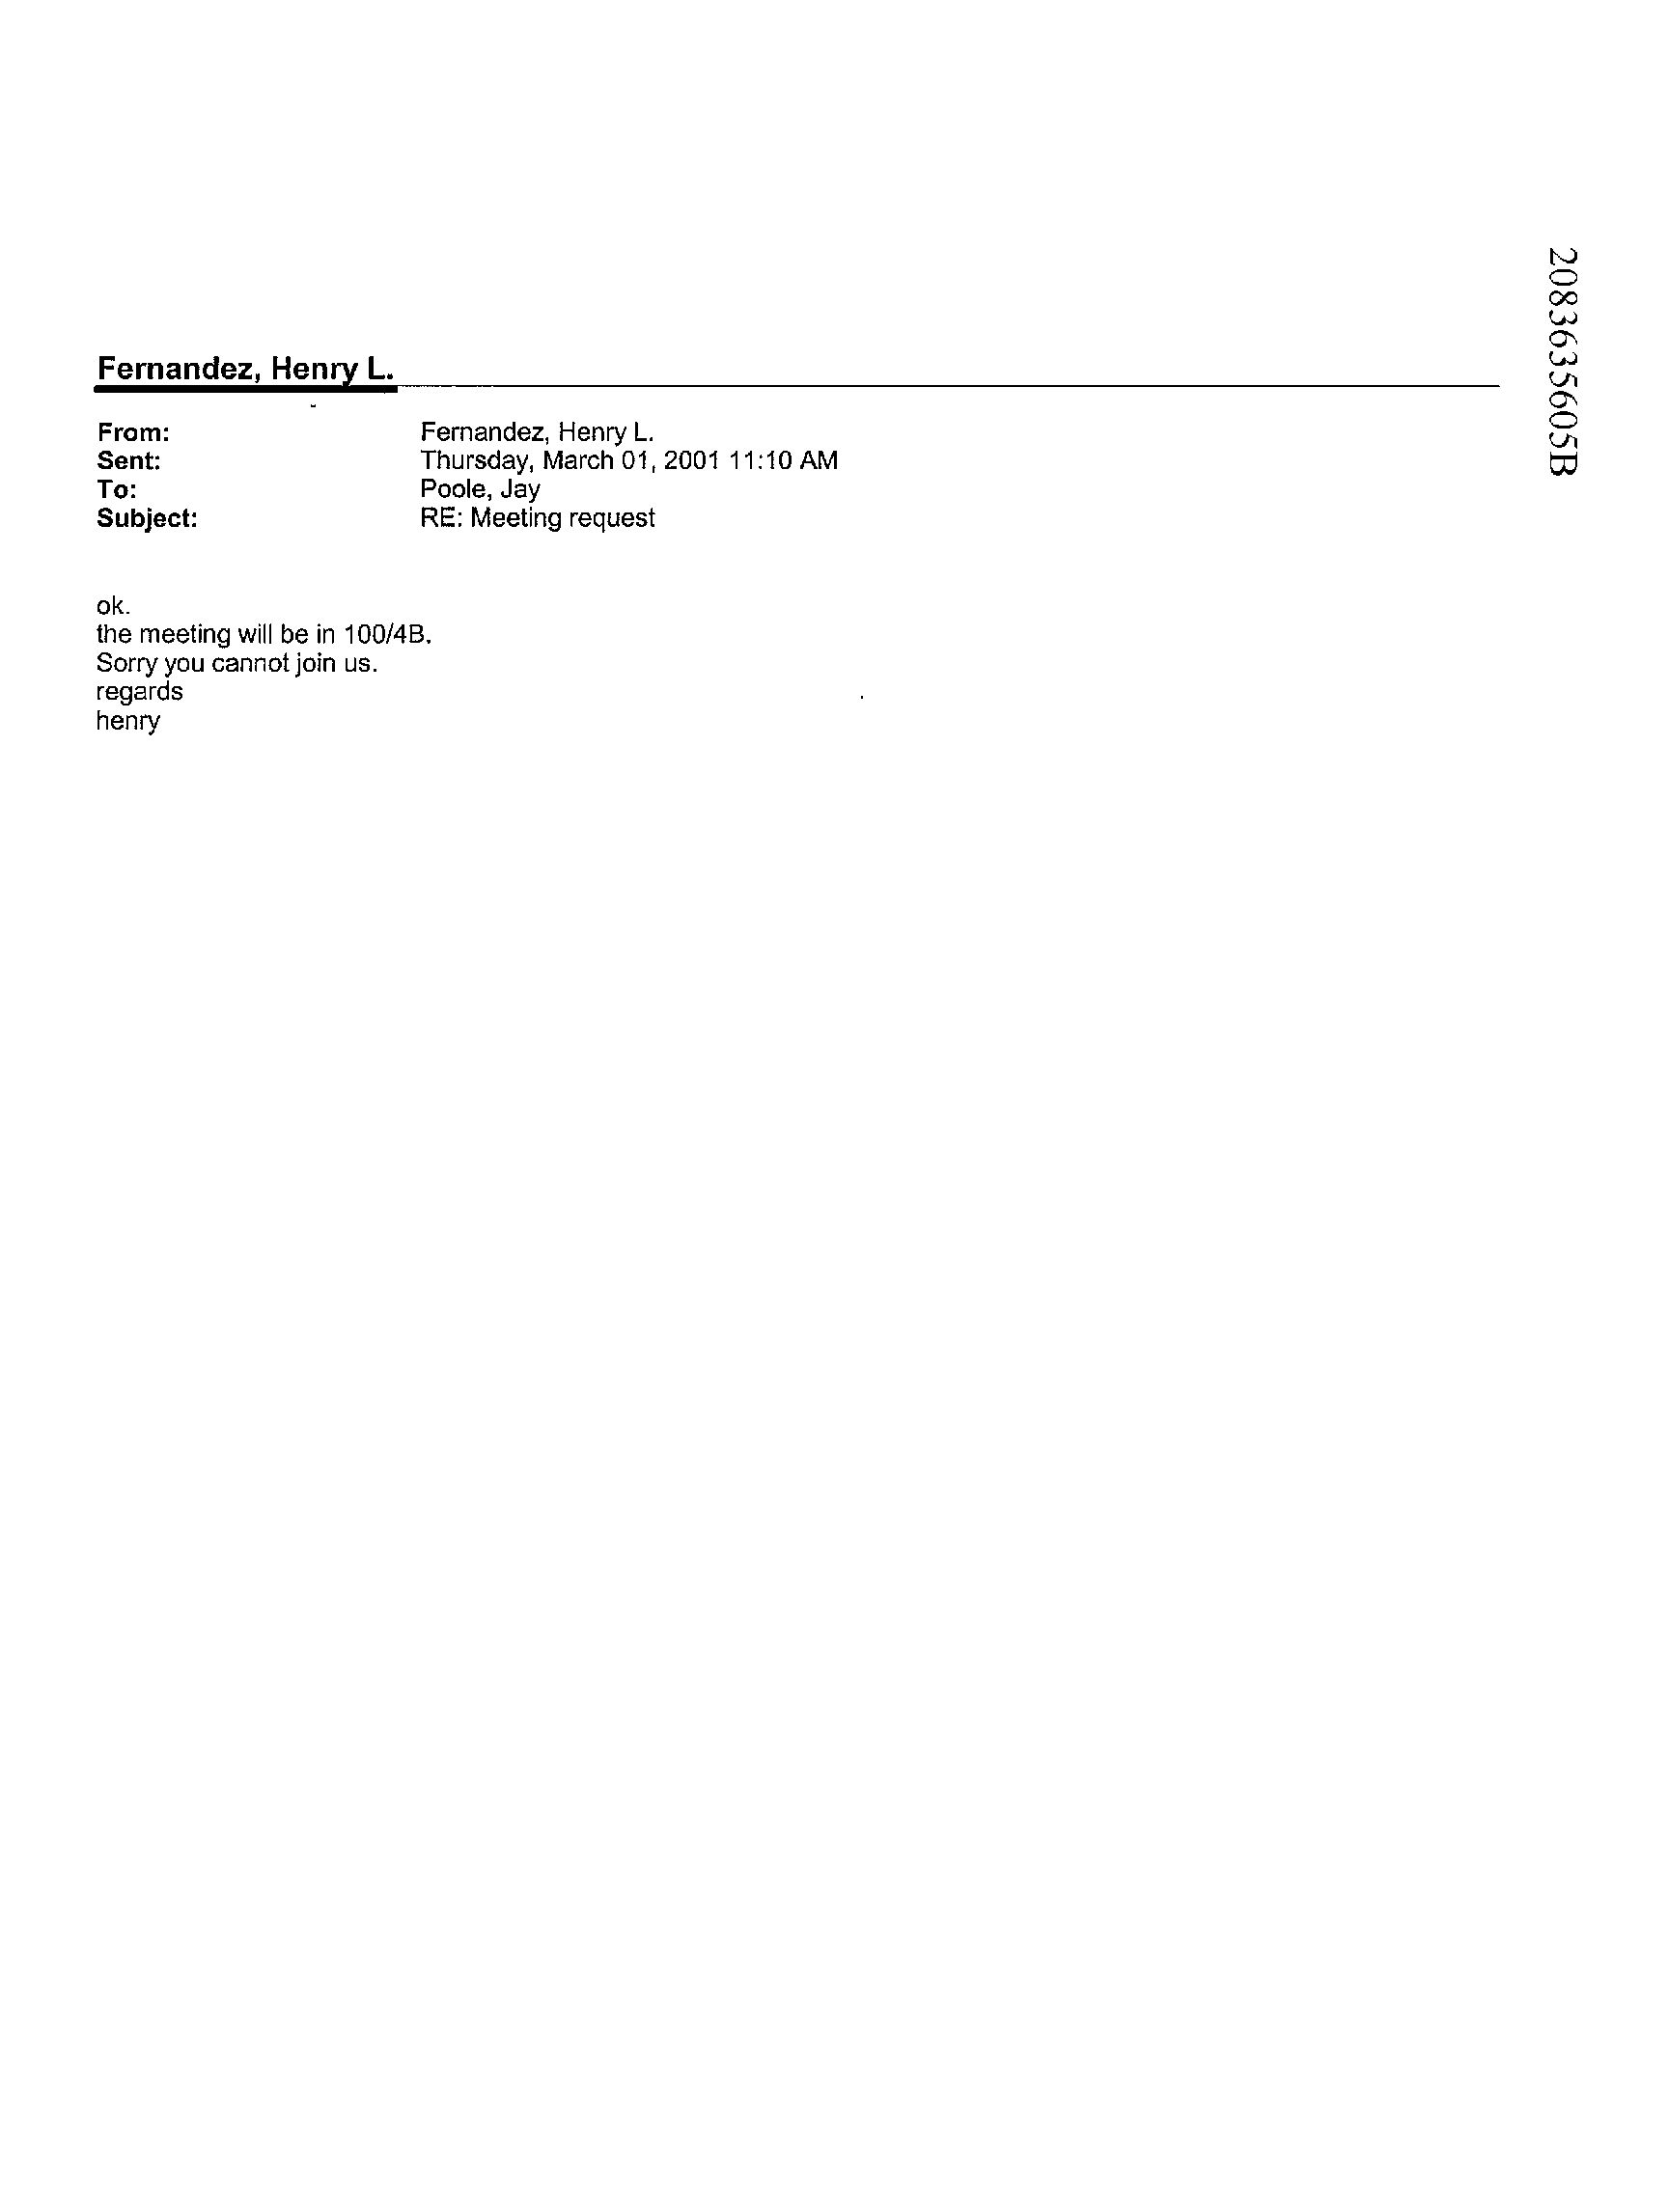 2083635605B
Fernandez, Henry L.
From: Fernandez, Henry L.
Sent: Thursday, March 01, 2001 11:10 AM
To: Poole, Jay
Subject: RE: Meeting request
ok.
the meeting will be in 100/4B.
Sorry you cannot join us.
regards
henry